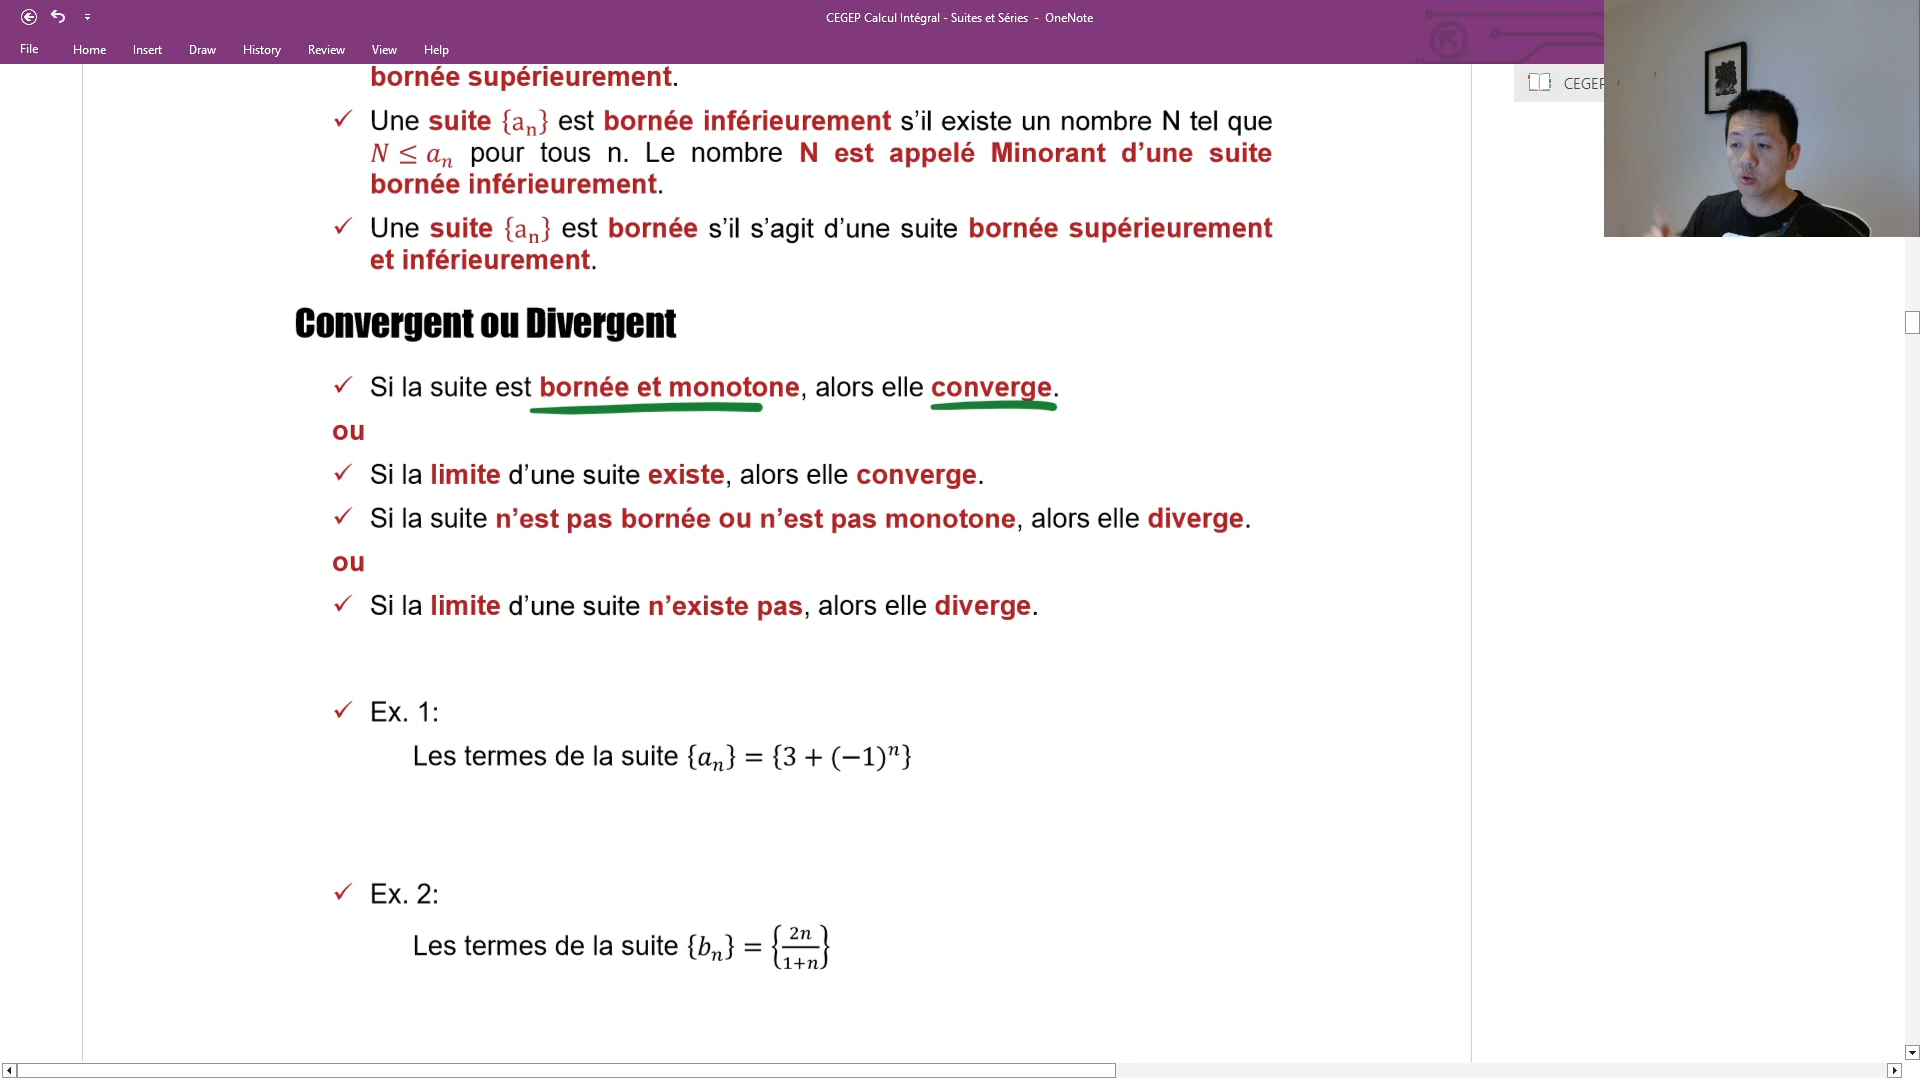 CEGEP Calcul Intégral - Suites et Séries - OneNote
File Home Insert Draw History Review View Help
CEGEP
bornée supérieurement.
✓ Une suite {aₙ} est bornée inférieurement s’il existe un nombre N tel que
N ≤ aₙ pour tous n. Le nombre N est appelé Minorant d’une suite
bornée inférieurement.
✓ Une suite {aₙ} est bornée s’il s’agit d’une suite bornée supérieurement
et inférieurement.
Convergent ou Divergent
✓ Si la suite est bornée et monotone, alors elle converge.
ou
✓ Si la limite d’une suite existe, alors elle converge.
✓ Si la suite n’est pas bornée ou n’est pas monotone, alors elle diverge.
ou
✓ Si la limite d’une suite n’existe pas, alors elle diverge.
✓ Ex. 1:
Les termes de la suite {aₙ} = {3 + (−1)ⁿ}
✓ Ex. 2:
Les termes de la suite {bₙ} = {2n/(1+n)}